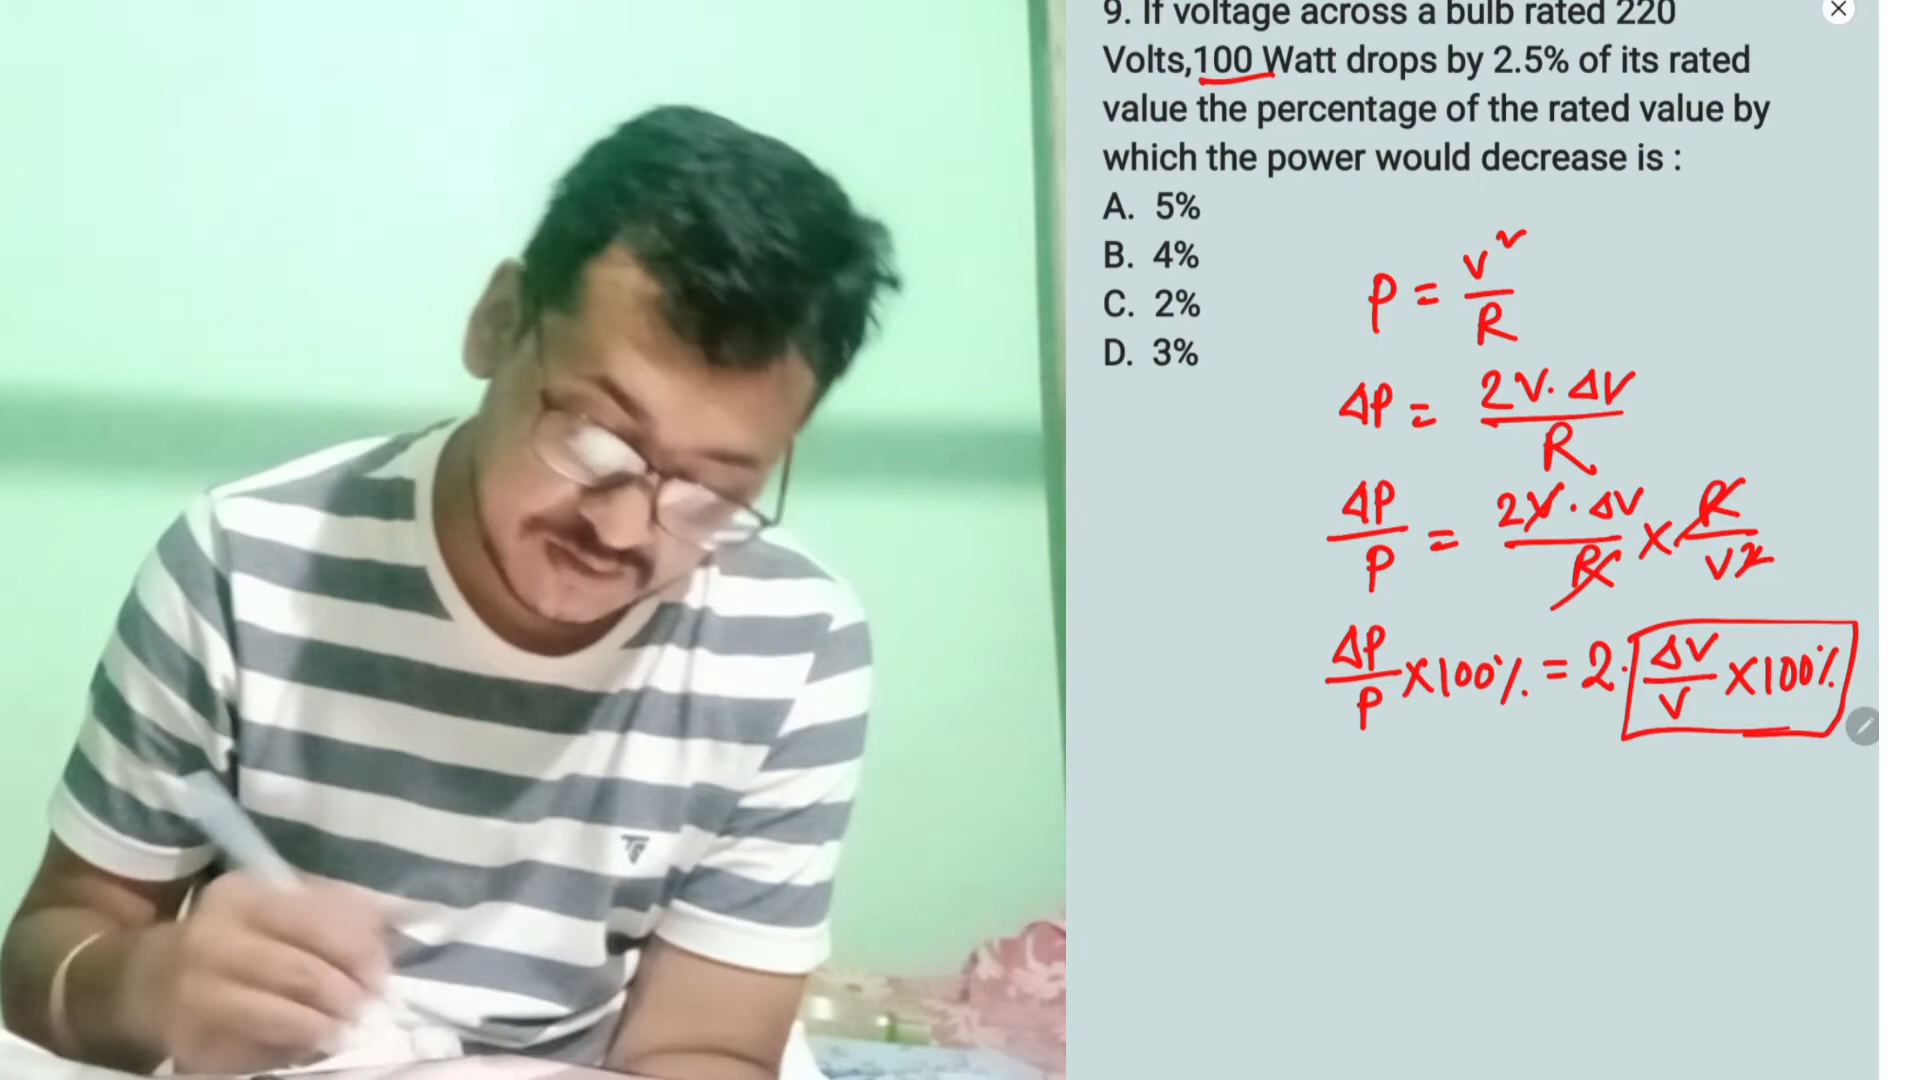 9. If voltage across a bulb rated 220
Volts,100 Watt drops by 2.5% of its rated
value the percentage of the rated value by
which the power would decrease is :
A. 5%
B. 4%
C. 2%
D. 3%
P = V² / R
ΔP = 2V·ΔV / R
ΔP / P = 2V·ΔV / R × R / V²
ΔP / P ×100% = 2· ΔV / V ×100%